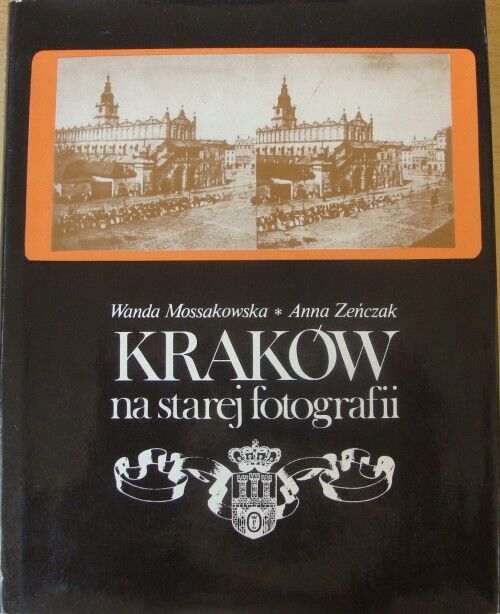 Wanda Mossakowska * Anna Zeńczak
KRAKÓW
na starej fotografii